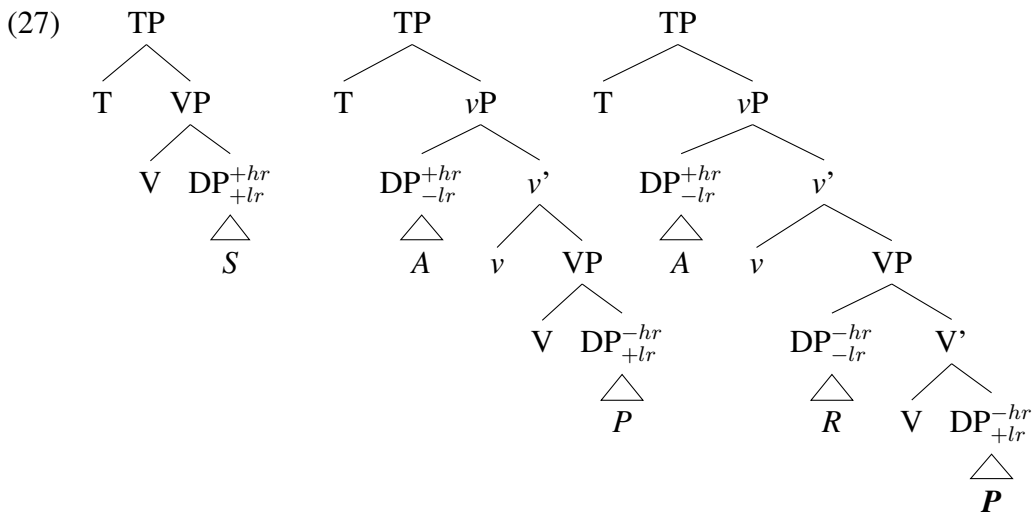 (27) TP TP TP
T VP T vP T vP
V DP^{+hr}_{+lr} DP^{+hr}_{-lr} v' DP^{+hr}_{-lr} v'
S A v VP A v VP
V DP^{-hr}_{+lr} DP^{-hr}_{-lr} V'
P R V DP^{-hr}_{+lr}
P